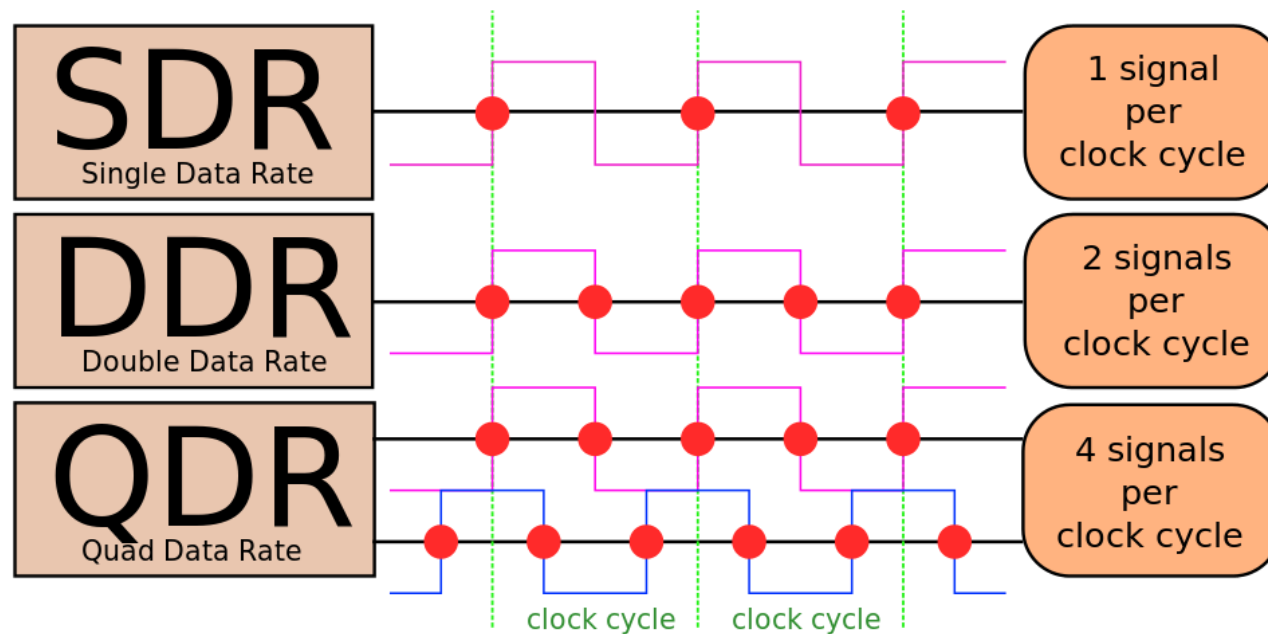 SDR
Single Data Rate
1 signal
per
clock cycle
DDR
Double Data Rate
2 signals
per
clock cycle
QDR
Quad Data Rate
4 signals
per
clock cycle
clock cycle
clock cycle